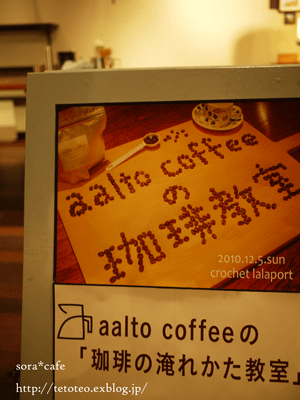 aalto coffee
の
珈琲教室
2010.12.5.sun
crochet lalaport
aalto coffeeの
「珈琲の淹れかた教室」
sora*cafe
http://tetoteo.exblog.jp/